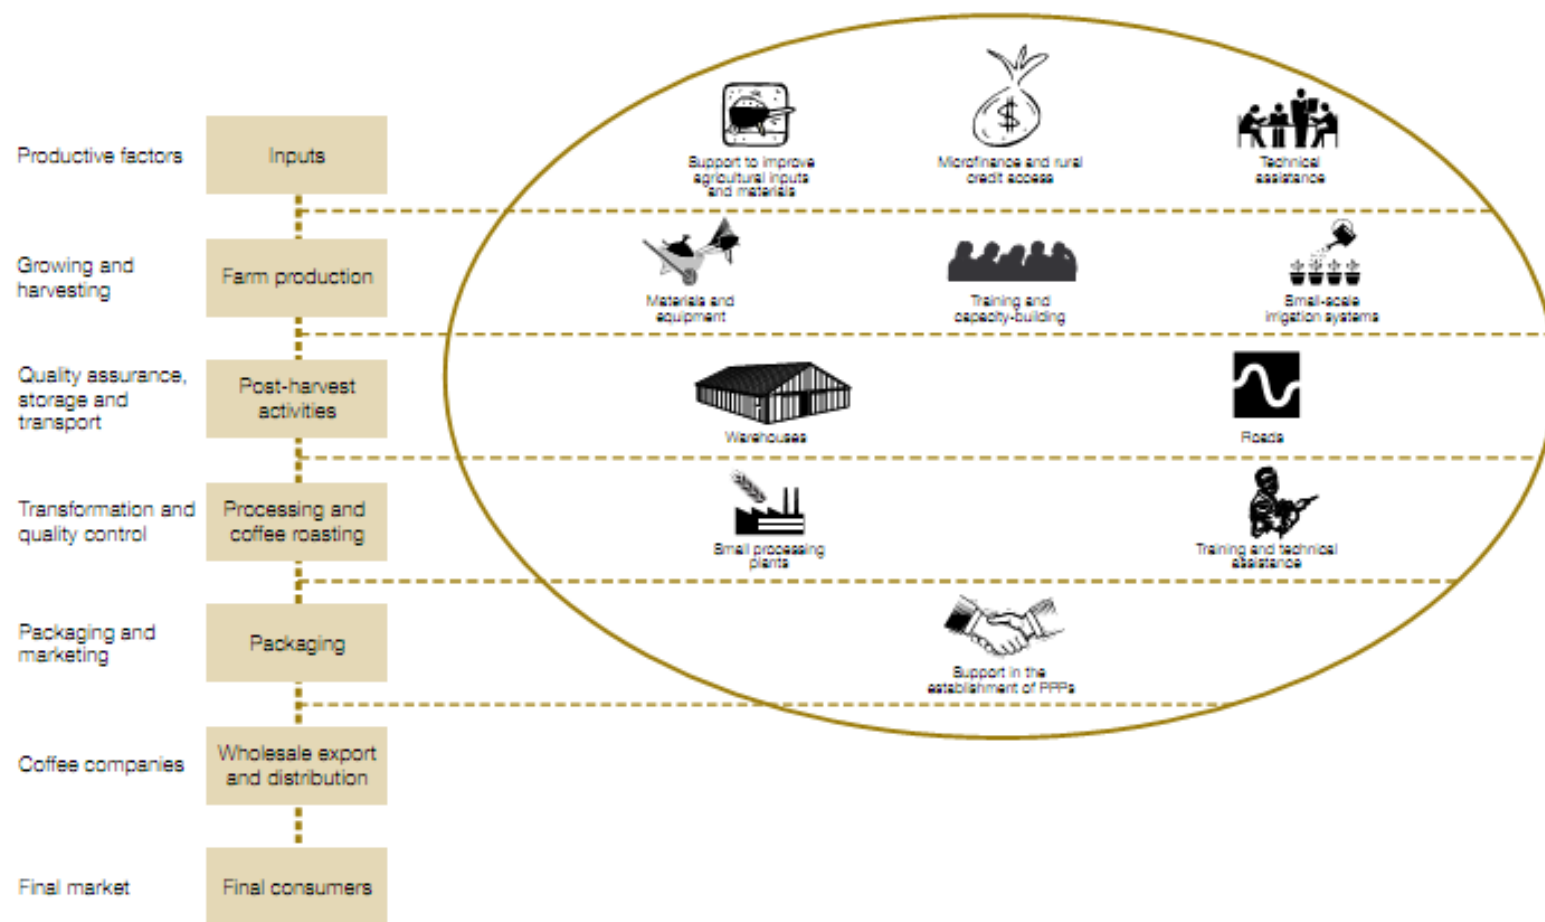 Productive factors
Inputs
Support to improve
agricultural inputs
and materials
$
Microfinance and rural
credit access
Technical
assistance
Growing and
harvesting
Farm production
Materials and
equipment
Training and
capacity-building
Small-scale
irrigation systems
Quality assurance,
storage and
transport
Post-harvest
activities
Warehouses
Roads
Transformation and
quality control
Processing and
coffee roasting
Small processing
plants
Training and technical
assistance
Packaging and
marketing
Packaging
Support in the
establishment of PPPs
Coffee companies
Wholesale export
and distribution
Final market
Final consumers